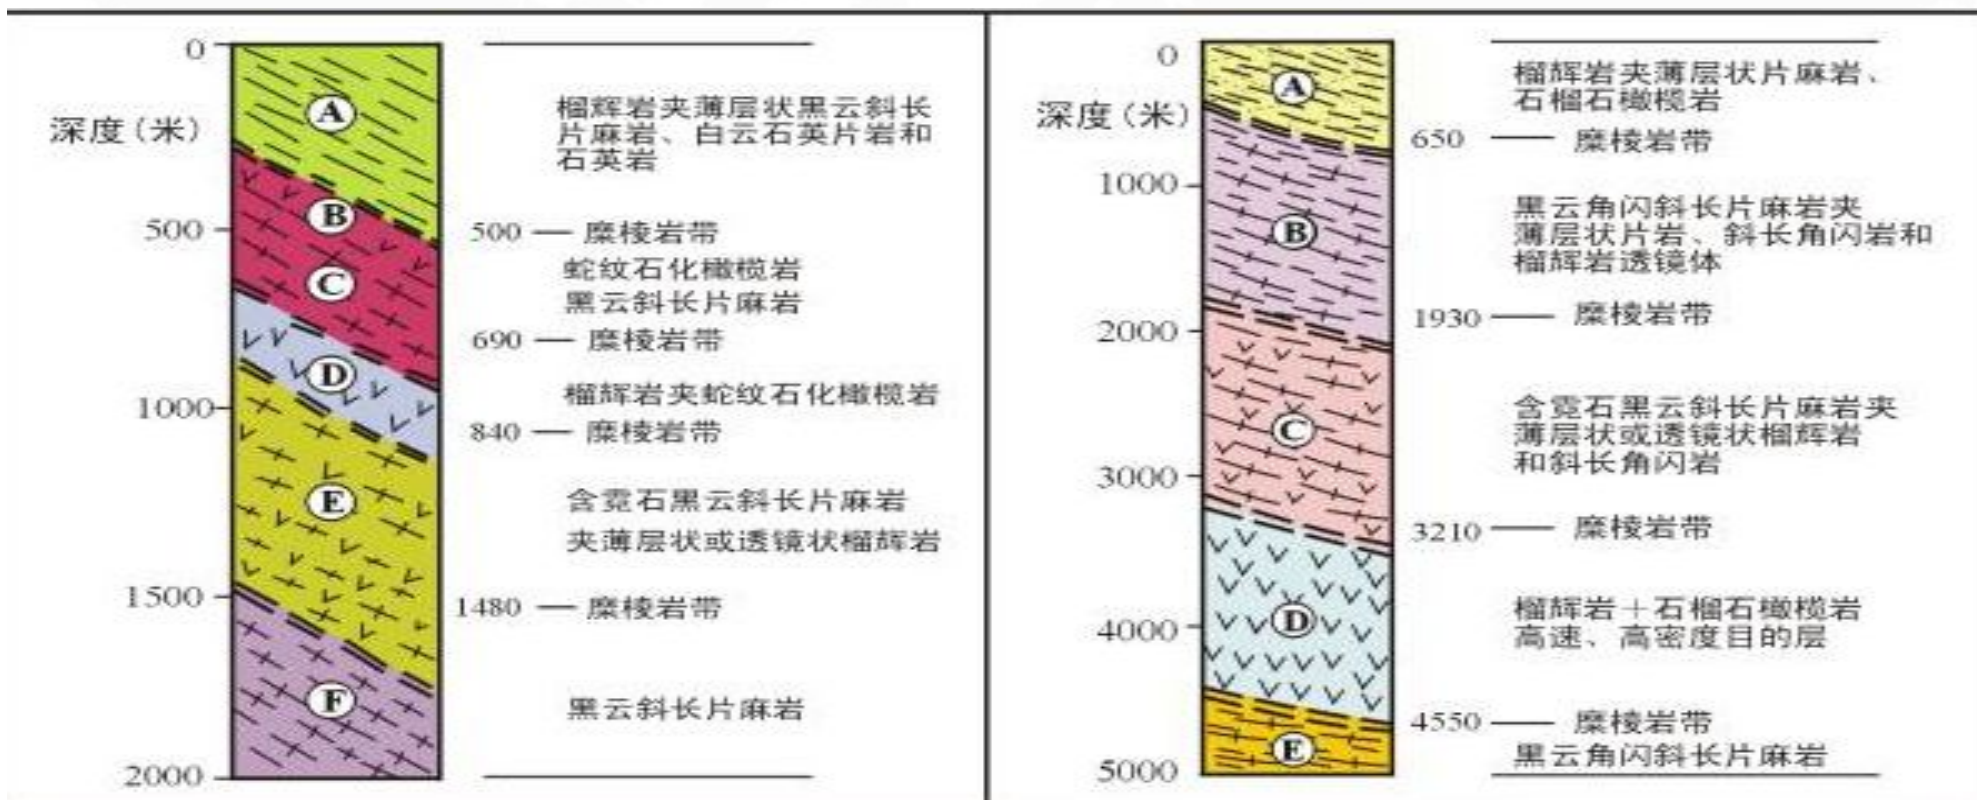 0
A
榴辉岩夹薄层状黑云斜长
深度(米)
片麻岩、白云石英片岩和
石英岩
B
500
500 — 糜棱岩带
蛇纹石化橄榄岩
C
黑云斜长片麻岩
690 — 糜棱岩带
D
榴辉岩夹蛇纹石化橄榄岩
1000
840 — 糜棱岩带
E
含霓石黑云斜长片麻岩
夹薄层状或透镜状榴辉岩
1500
1480 — 糜棱岩带
F
黑云斜长片麻岩
2000
0
A
榴辉岩夹薄层状片麻岩、
石榴石橄榄岩
深度(米)
650 — 糜棱岩带
1000
黑云角闪斜长片麻岩夹
B
薄层状片岩、斜长角闪岩和
榴辉岩透镜体
1930 — 糜棱岩带
2000
含霓石黑云斜长片麻岩夹
C
薄层状或透镜状榴辉岩
和斜长角闪岩
3000
3210 — 糜棱岩带
榴辉岩+石榴石橄榄岩
4000
D
高速、高密度目的层
4550 — 糜棱岩带
E
黑云角闪斜长片麻岩
5000